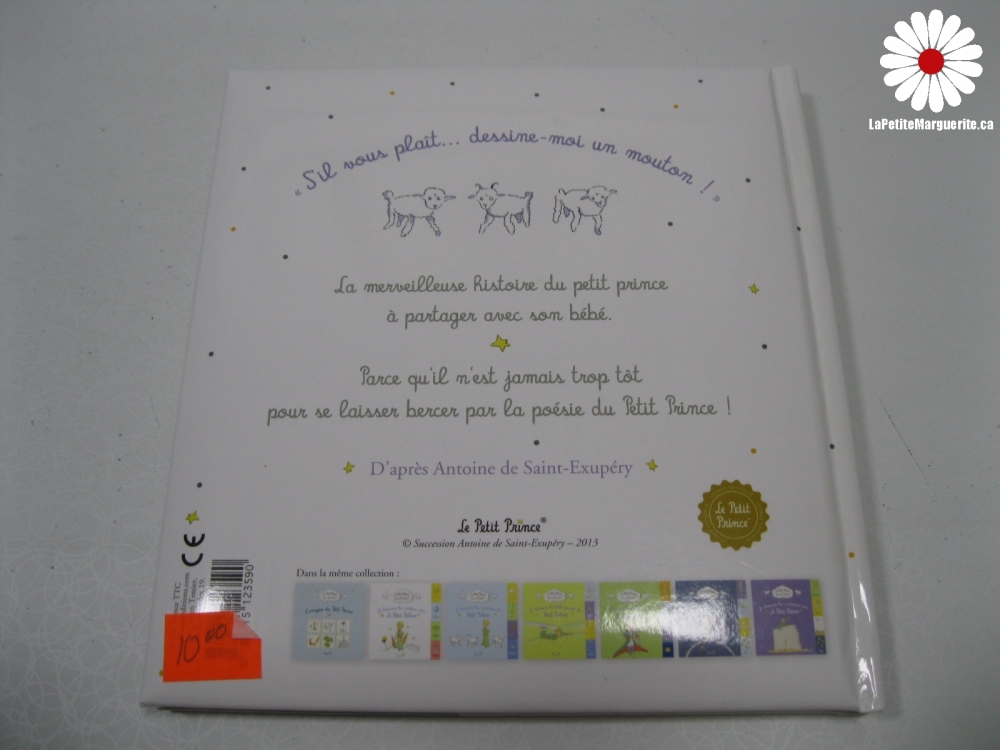 LaPetiteMarguerite.ca
« S'il vous plaît... dessine-moi un mouton ! »
La merveilleuse histoire du petit prince
à partager avec son bébé.
Parce qu'il n'est jamais trop tôt
pour se laisser bercer par la poésie du Petit Prince !
D'après Antoine de Saint-Exupéry
Le Petit
Prince
Le Petit Prince®
© Succession Antoine de Saint-Exupéry – 2013
Dans la même collection :
CE
TTC
123590
10 00